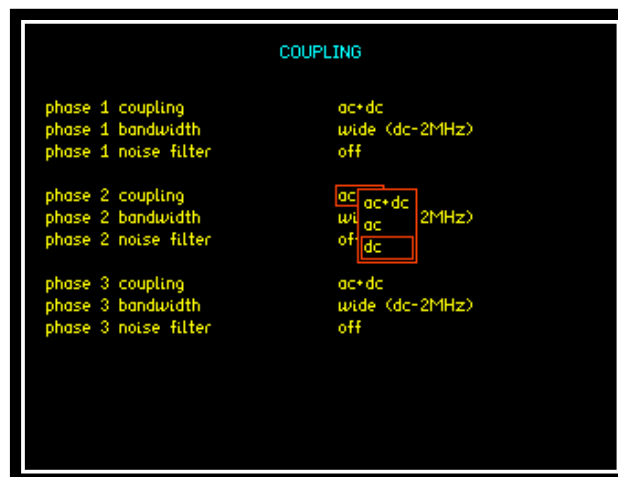 COUPLING
phase 1 coupling ac+dc
phase 1 bandwidth wide (dc-2MHz)
phase 1 noise filter off
phase 2 coupling ac
ac+dc
phase 2 bandwidth 2MHz)
ac
phase 2 noise filter
dc
phase 3 coupling ac+dc
phase 3 bandwidth wide (dc-2MHz)
phase 3 noise filter off